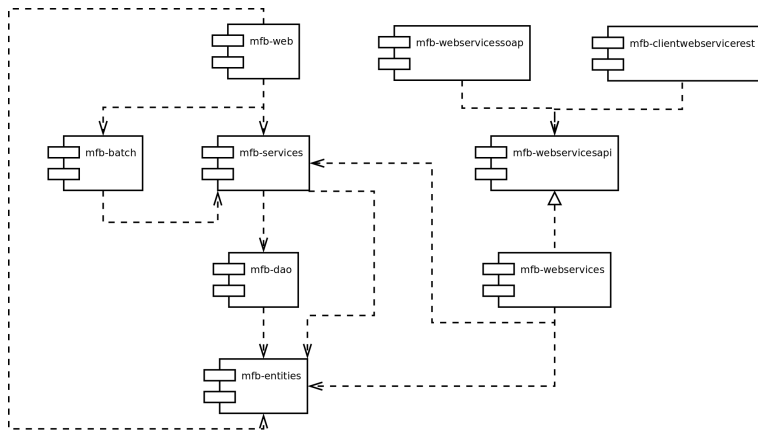 mfb-web
mfb-webservicessoap
mfb-clientwebservicerest
mfb-batch
mfb-services
mfb-webservicesapi
mfb-dao
mfb-webservices
mfb-entities